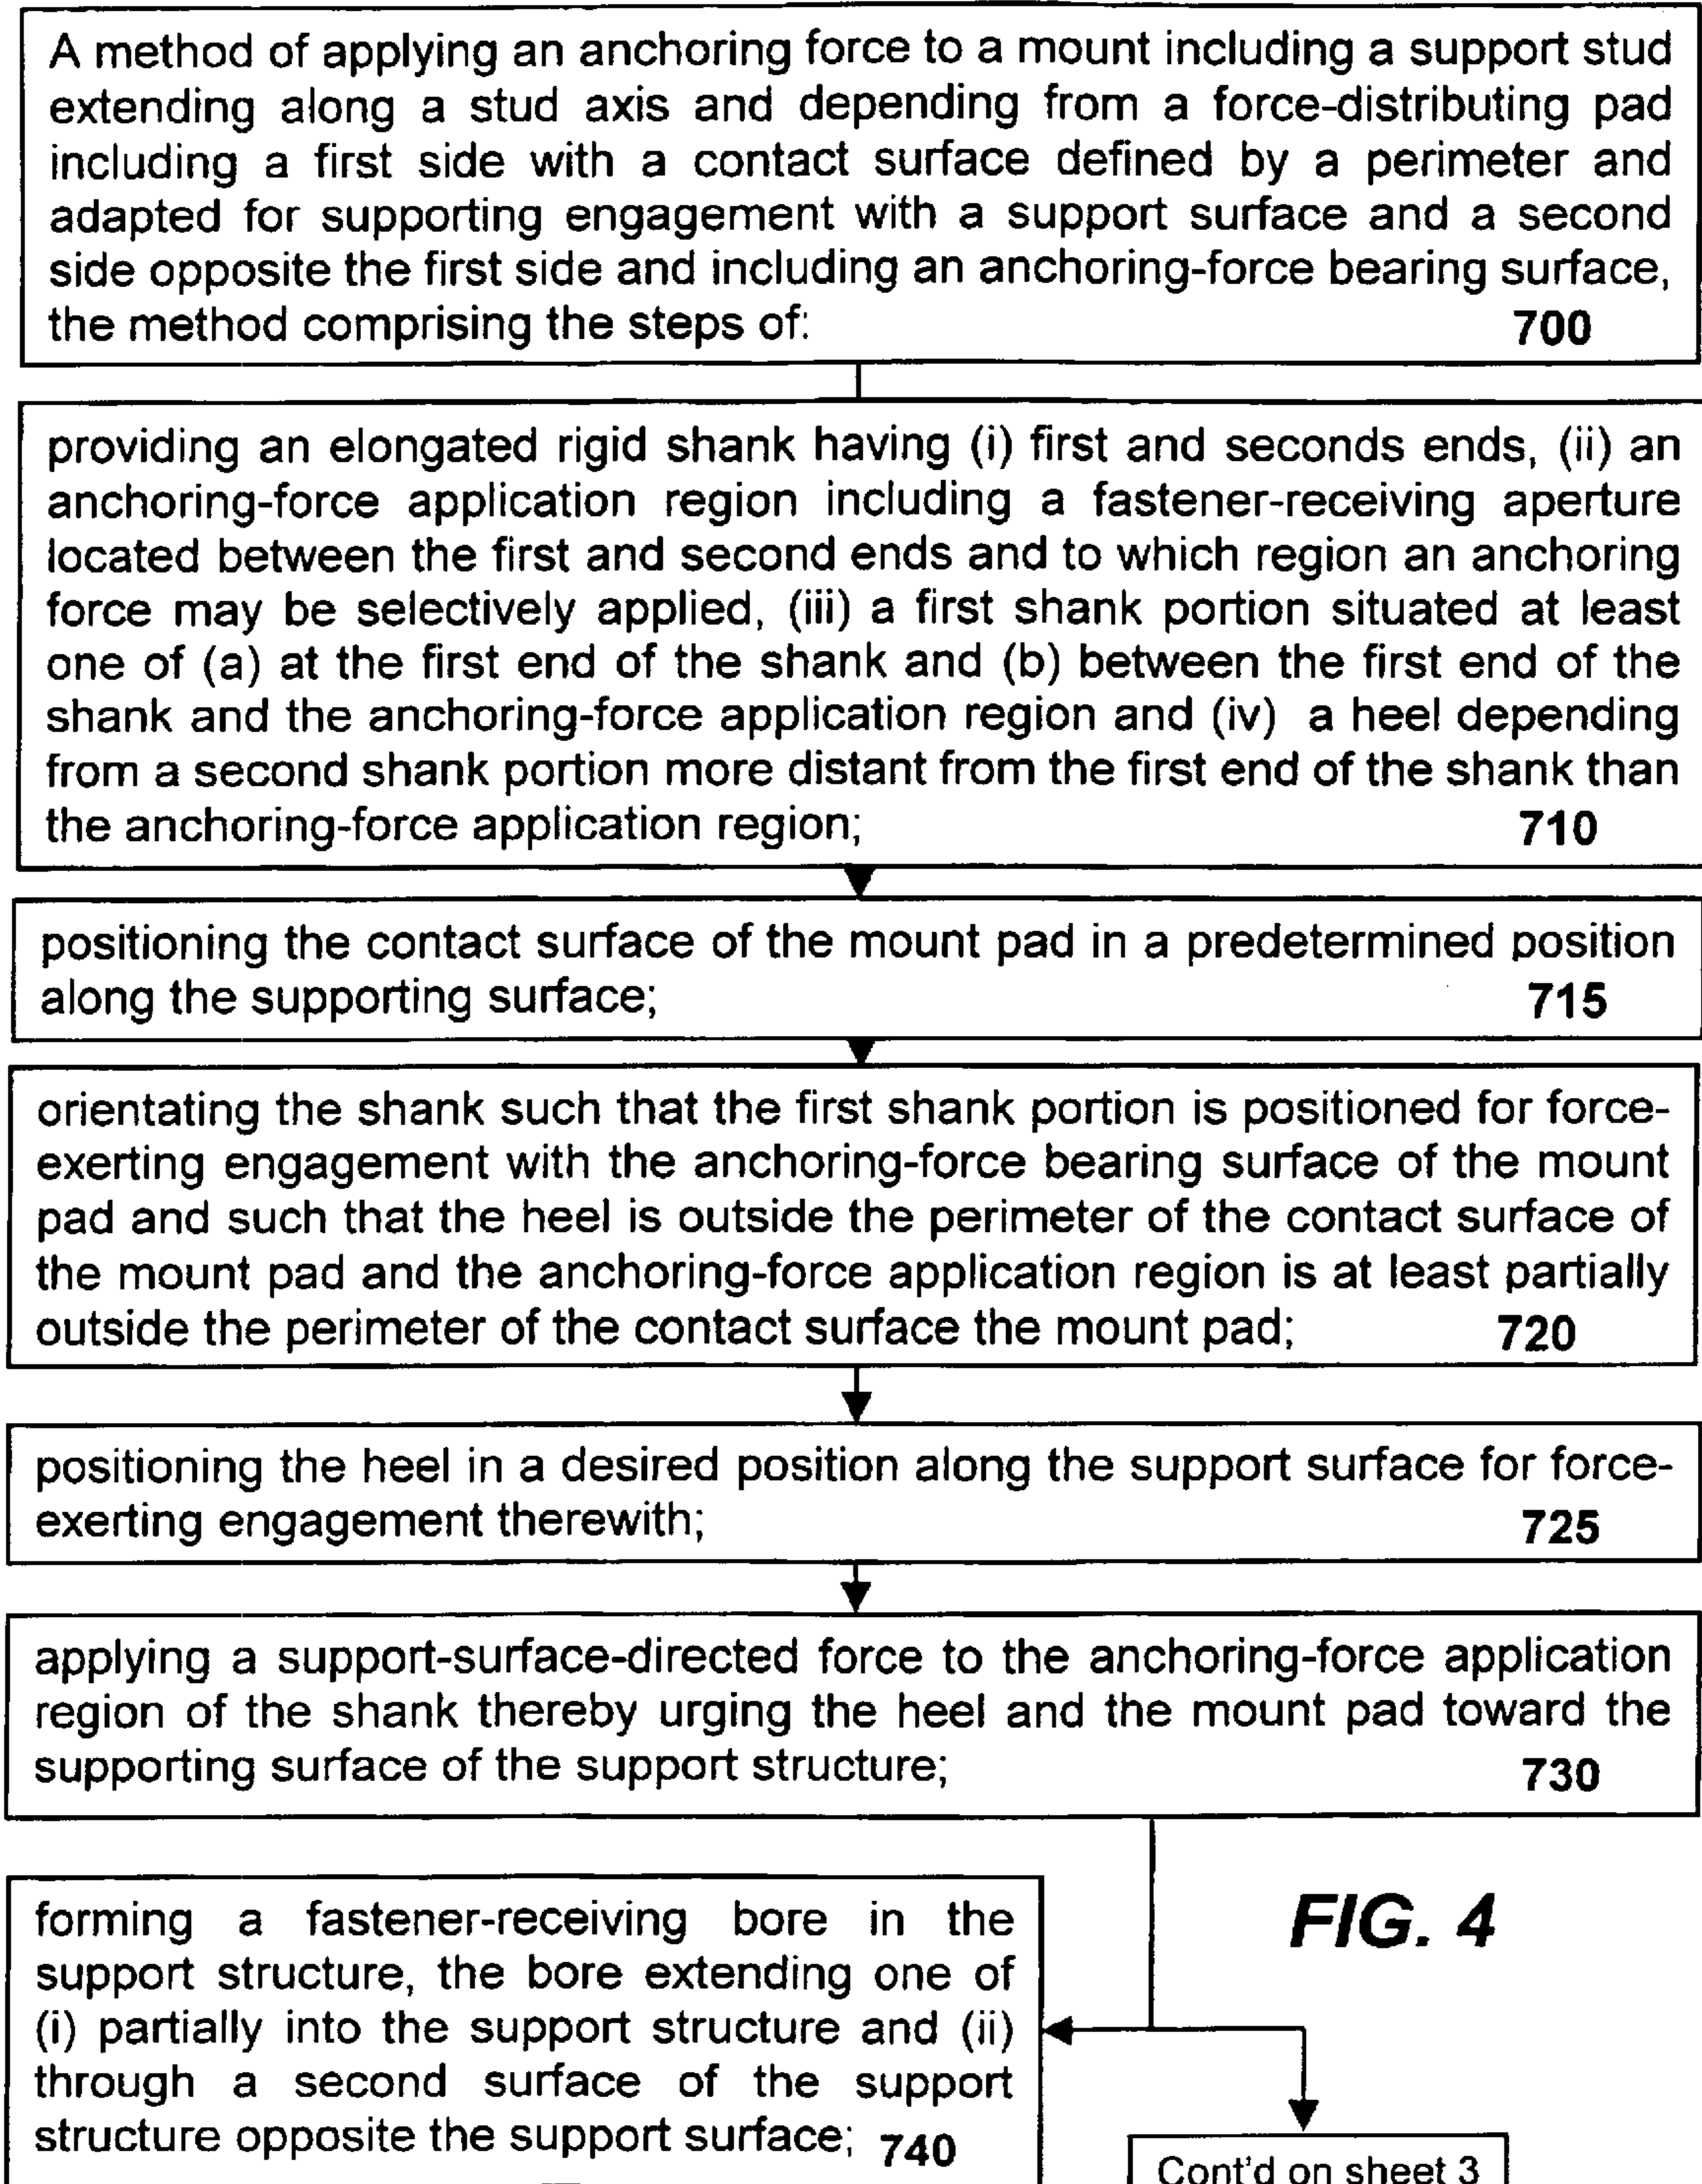 A method of applying an anchoring force to a mount including a support stud
extending along a stud axis and depending from a force-distributing pad
including a first side with a contact surface defined by a perimeter and
adapted for supporting engagement with a support surface and a second
side opposite the first side and including an anchoring-force bearing surface,
the method comprising the steps of: 700
providing an elongated rigid shank having (i) first and seconds ends, (ii) an
anchoring-force application region including a fastener-receiving aperture
located between the first and second ends and to which region an anchoring
force may be selectively applied, (iii) a first shank portion situated at least
one of (a) at the first end of the shank and (b) between the first end of the
shank and the anchoring-force application region and (iv) a heel depending
from a second shank portion more distant from the first end of the shank than
the anchoring-force application region; 710
positioning the contact surface of the mount pad in a predetermined position
along the supporting surface; 715
orientating the shank such that the first shank portion is positioned for force-
exerting engagement with the anchoring-force bearing surface of the mount
pad and such that the heel is outside the perimeter of the contact surface of
the mount pad and the anchoring-force application region is at least partially
outside the perimeter of the contact surface the mount pad; 720
positioning the heel in a desired position along the support surface for force-
exerting engagement therewith; 725
applying a support-surface-directed force to the anchoring-force application
region of the shank thereby urging the heel and the mount pad toward the
supporting surface of the support structure; 730
forming a fastener-receiving bore in the
support structure, the bore extending one of
(i) partially into the support structure and (ii)
through a second surface of the support
structure opposite the support surface; 740
FIG. 4
Cont'd on sheet 3